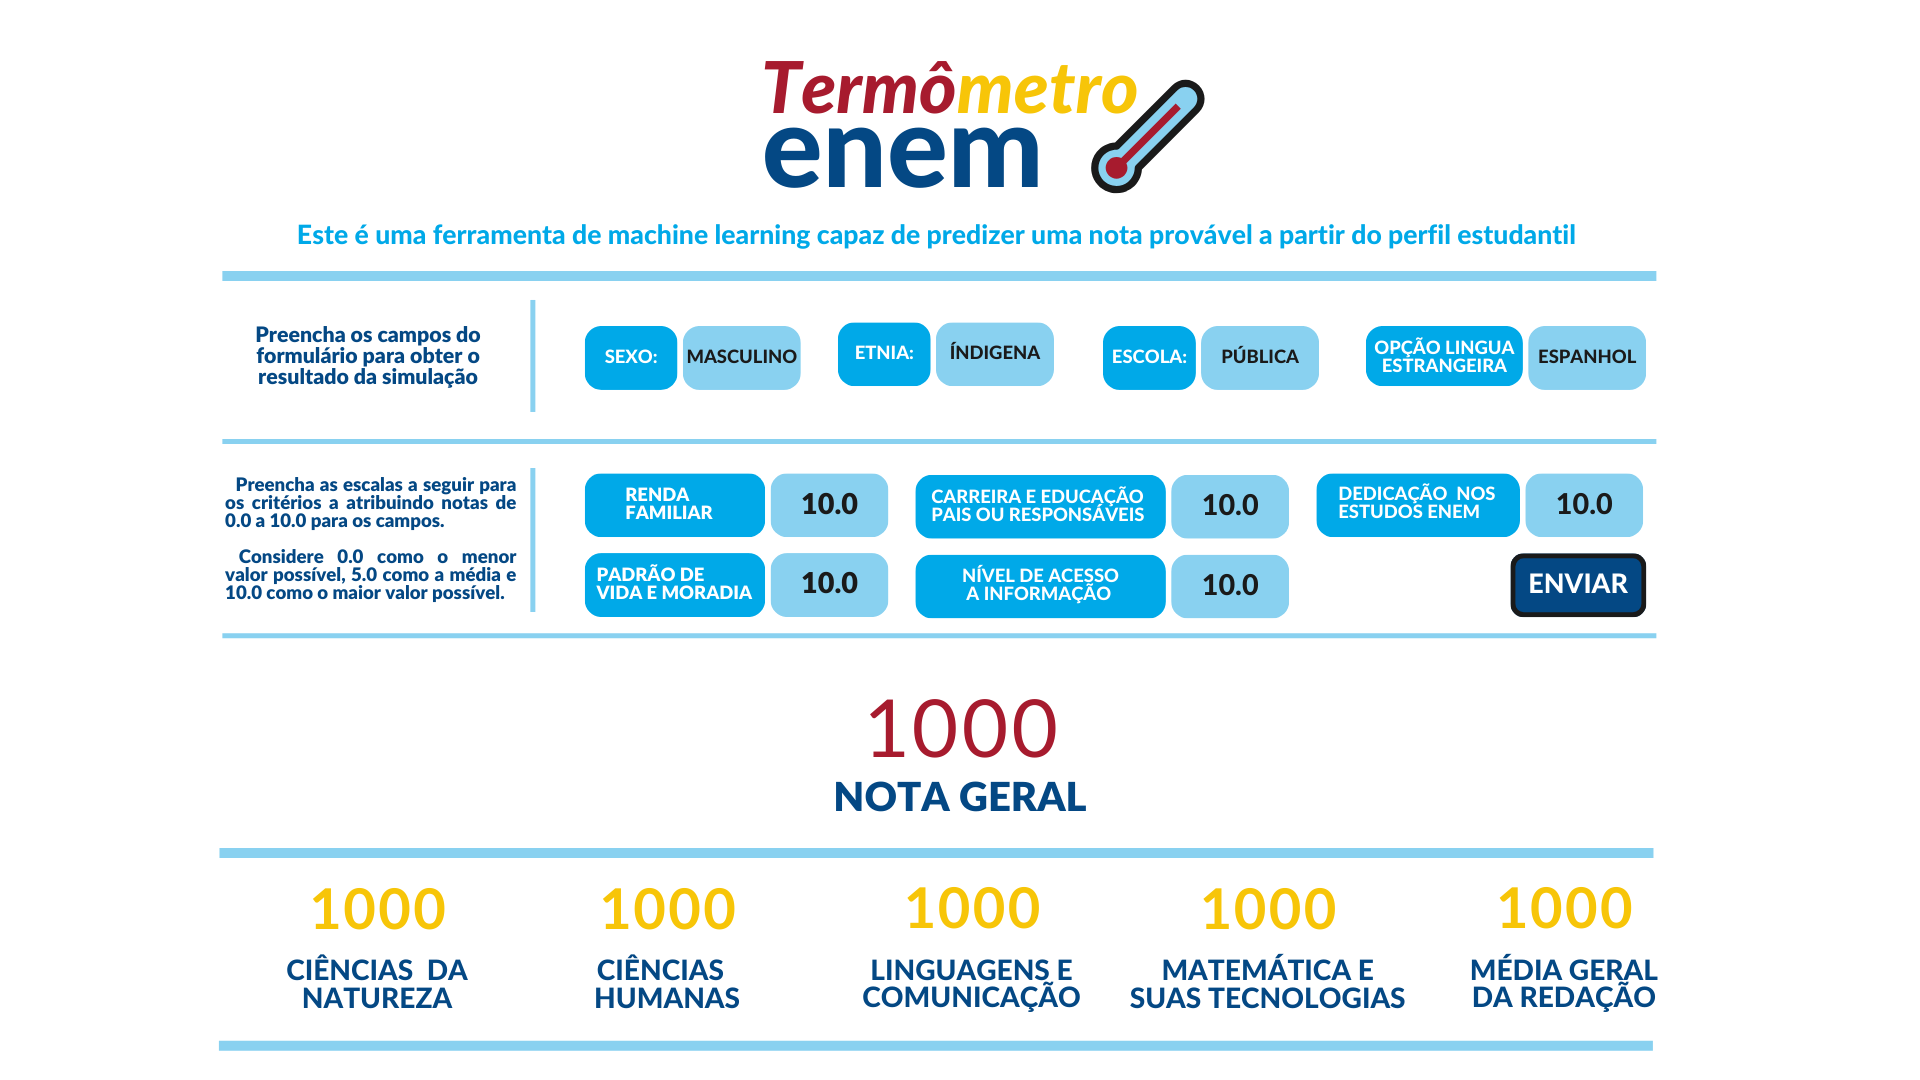 Termômetro
enem
Este é uma ferramenta de machine learning capaz de predizer uma nota provável a partir do perfil estudantil
Preencha os campos do
formulário para obter o
resultado da simulação
SEXO:
MASCULINO
ETNIA:
ÍNDIGENA
ESCOLA:
PÚBLICA
OPÇÃO LINGUA
ESTRANGEIRA
ESPANHOL
Preencha as escalas a seguir para
os critérios a atribuindo notas de
0.0 a 10.0 para os campos.
Considere 0.0 como o menor
valor possível, 5.0 como a média e
10.0 como o maior valor possível.
RENDA
FAMILIAR
10.0
CARREIRA E EDUCAÇÃO
PAIS OU RESPONSÁVEIS
10.0
DEDICAÇÃO NOS
ESTUDOS ENEM
10.0
PADRÃO DE
VIDA E MORADIA
10.0
NÍVEL DE ACESSO
A INFORMAÇÃO
10.0
ENVIAR
1000
NOTA GERAL
1000
CIÊNCIAS DA
NATUREZA
1000
CIÊNCIAS
HUMANAS
1000
LINGUAGENS E
COMUNICAÇÃO
1000
MATEMÁTICA E
SUAS TECNOLOGIAS
1000
MÉDIA GERAL
DA REDAÇÃO